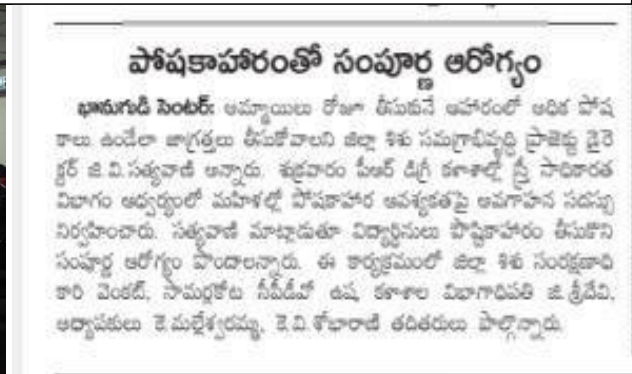 పోషకాహారంతో సంపూర్ణ ఆరోగ్యం
భానుగుడి సెంటర్: అమ్మాయిలు రోజూ తీసుకునే ఆహారంలో అధిక పోష
కాలు ఉండేలా జాగ్రత్తలు తీసుకోవాలని జిల్లా శిశు సమగ్రాభివృద్ధి ప్రాజెక్టు డైరె
క్టర్ జి.వి.సత్యవాణి అన్నారు. శుక్రవారం పీఆర్ డిగ్రీ కళాశాల్లో స్త్రీ సాధికారత
విభాగం ఆధ్వర్యంలో మహిళల్లో పోషకాహార ఆవశ్యకతపై అవగాహన సదస్సు
నిర్వహించారు. సత్యవాణి మాట్లాడుతూ విద్యార్థినులు పౌష్టికాహారం తీసుకొని
సంపూర్ణ ఆరోగ్యం పొందాలన్నారు. ఈ కార్యక్రమంలో జిల్లా శిశు సంరక్షణాధి
కారి వెంకట్, సామర్లకోట సీపీడీవో ఉష, కళాశాల విభాగాధిపతి జి.శ్రీదేవి,
అధ్యాపకులు కె.మల్లేశ్వరమ్మ, కె.వి.శోభారాణి తదితరులు పాల్గొన్నారు.